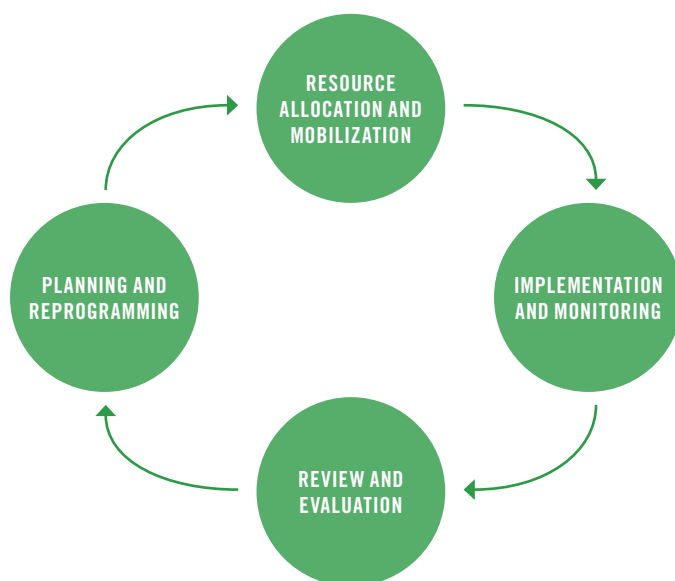 RESOURCE
ALLOCATION AND
MOBILIZATION
PLANNING AND
REPROGRAMMING
IMPLEMENTATION
AND MONITORING
REVIEW AND
EVALUATION